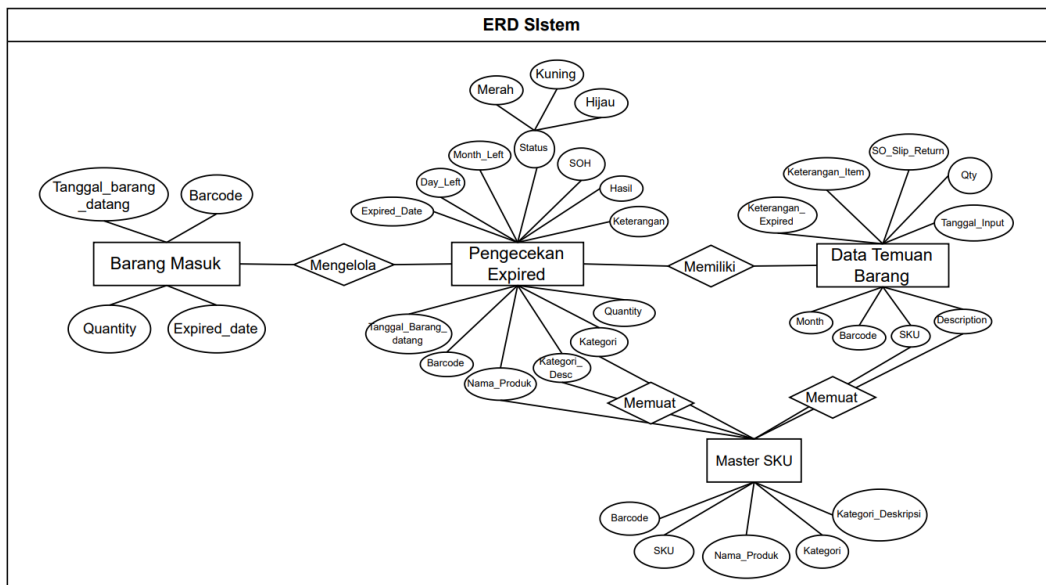 ERD SIstem
Kuning
Merah
Hijau
Status
Month_Left
SOH
Day_Left
Hasil
Expired_Date
Keterangan
SO_Slip_Return
Keterangan_Item
Qty
Keterangan_
Expired
Tanggal_Input
Tanggal_barang
_datang
Barcode
Barang Masuk
Mengelola
Pengecekan
Expired
Memiliki
Data Temuan
Barang
Quantity
Expired_date
Tanggal_Barang_
datang
Barcode
Nama_Produk
Kategori_
Desc
Kategori
Quantity
Month
Barcode
SKU
Description
Memuat
Memuat
Master SKU
Barcode
SKU
Nama_Produk
Kategori
Kategori_Deskripsi